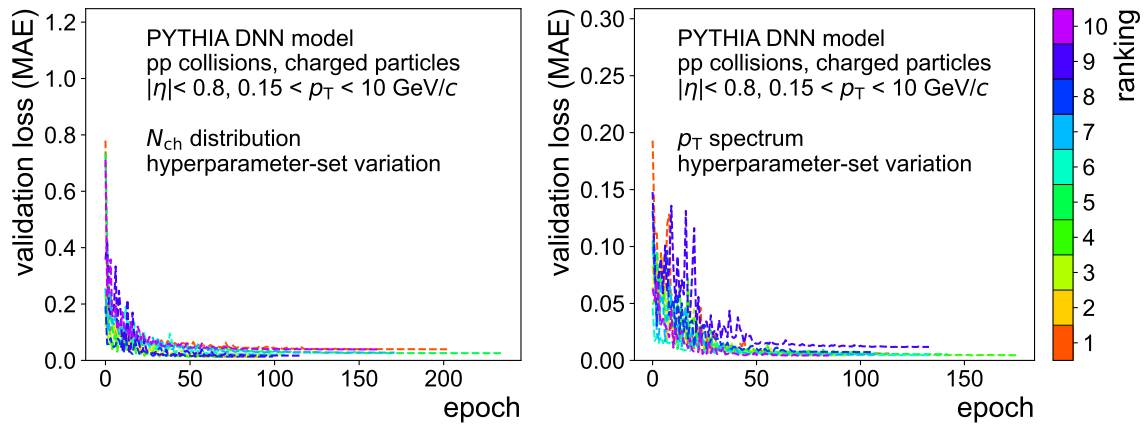 validation loss (MAE)
1.2
1.0
0.8
0.6
0.4
0.2
0.0
PYTHIA DNN model
pp collisions, charged particles
|η|< 0.8, 0.15 < pT < 10 GeV/c
Nch distribution
hyperparameter-set variation
0 50 100 150 200
epoch
validation loss (MAE)
0.30
0.25
0.20
0.15
0.10
0.05
0.00
PYTHIA DNN model
pp collisions, charged particles
|η|< 0.8, 0.15 < pT < 10 GeV/c
pT spectrum
hyperparameter-set variation
0 50 100 150
epoch
10
9
8
7
6
5
4
3
2
1
ranking